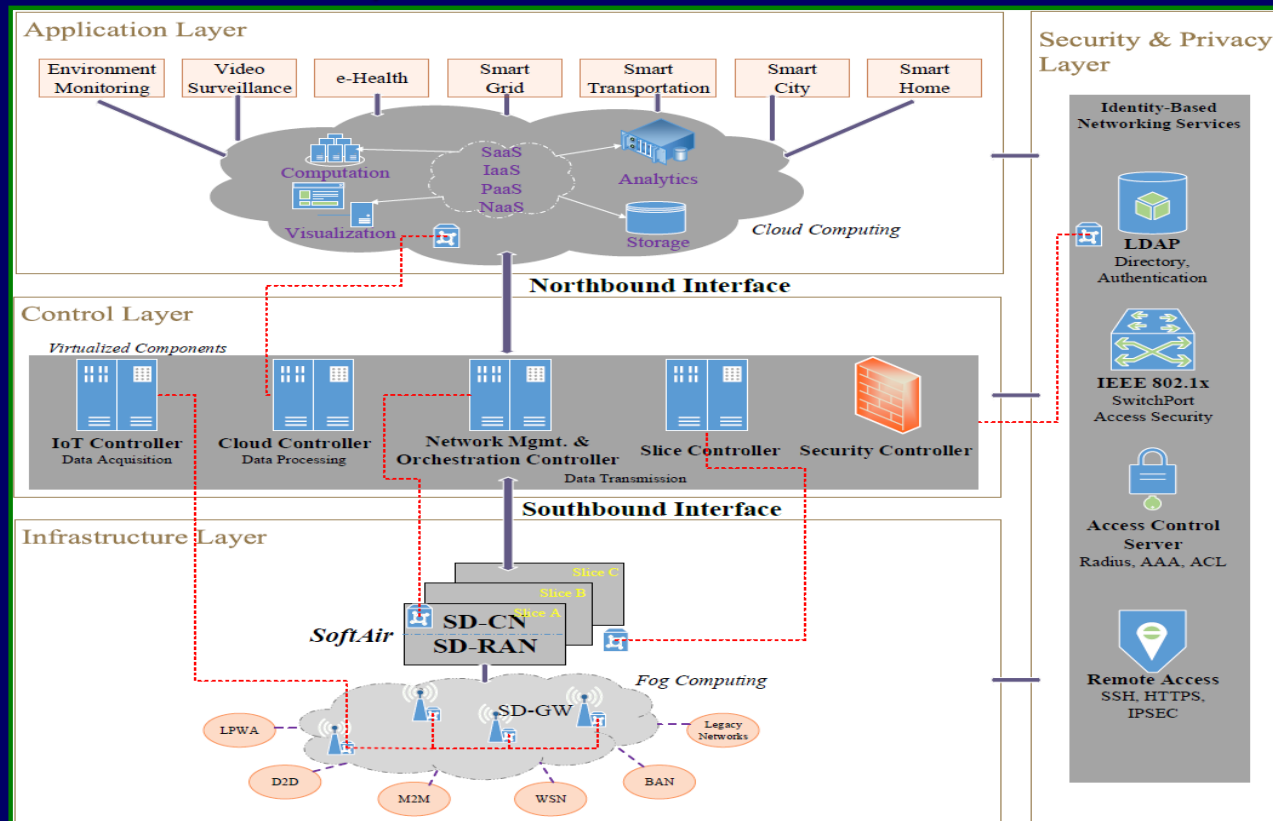 Application Layer
Environment
Monitoring
Video
Surveillance
e-Health
Smart
Grid
Smart
Transportation
Smart
City
Smart
Home
SaaS
IaaS
PaaS
NaaS
Computation
Visualization
Analytics
Storage
Cloud Computing
Northbound Interface
Control Layer
Virtualized Components
IoT Controller
Data Acquisition
Cloud Controller
Data Processing
Network Mgmt. &
Orchestration Controller
Slice Controller
Data Transmission
Security Controller
Southbound Interface
Infrastructure Layer
Slice C
Slice B
Slice A
SD-CN
SD-RAN
SoftAir
Fog Computing
SD-GW
LPWA
D2D
M2M
WSN
BAN
Legacy
Networks
Security & Privacy
Layer
Identity-Based
Networking Services
LDAP
Directory,
Authentication
IEEE 802.1x
SwitchPort
Access Security
Access Control
Server
Radius, AAA, ACL
Remote Access
SSH, HTTPS,
IPSEC